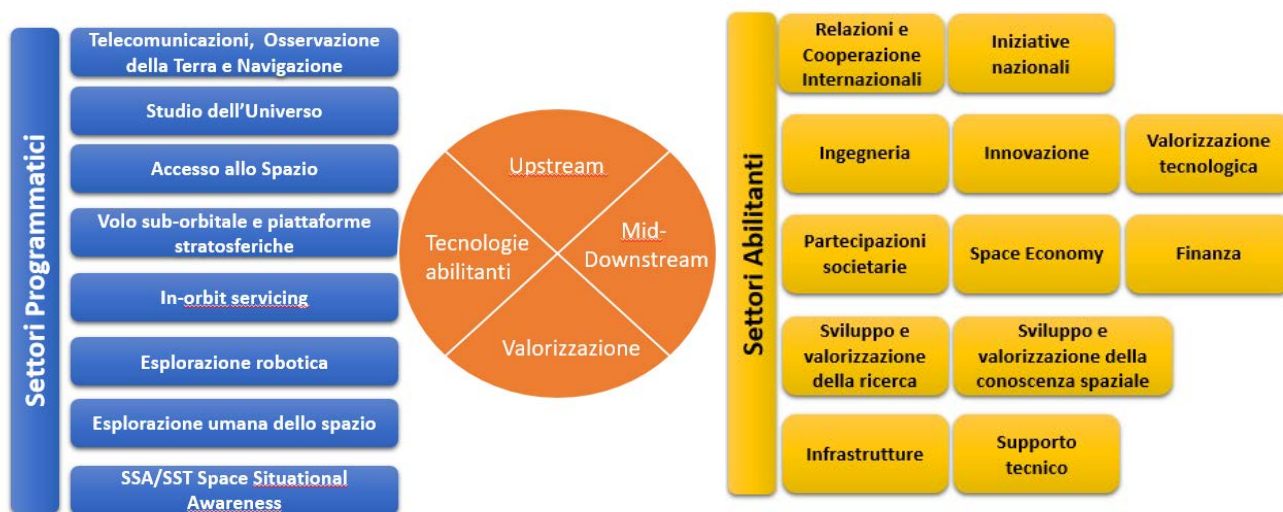 Settori Programmatici
Telecomunicazioni, Osservazione
della Terra e Navigazione
Studio dell'Universo
Accesso allo Spazio
Volo sub-orbitale e piattaforme
stratosferiche
In-orbit servicing
Esplorazione robotica
Esplorazione umana dello spazio
SSA/SST Space Situational
Awareness
Upstream
Tecnologie
abilitanti
Mid-
Downstream
Valorizzazione
Settori Abilitanti
Relazioni e
Cooperazione
Internazionali
Iniziative
nazionali
Ingegneria
Innovazione
Valorizzazione
tecnologica
Partecipazioni
societarie
Space Economy
Finanza
Sviluppo e
valorizzazione
della ricerca
Sviluppo e
valorizzazione della
conoscenza spaziale
Infrastrutture
Supporto
tecnico